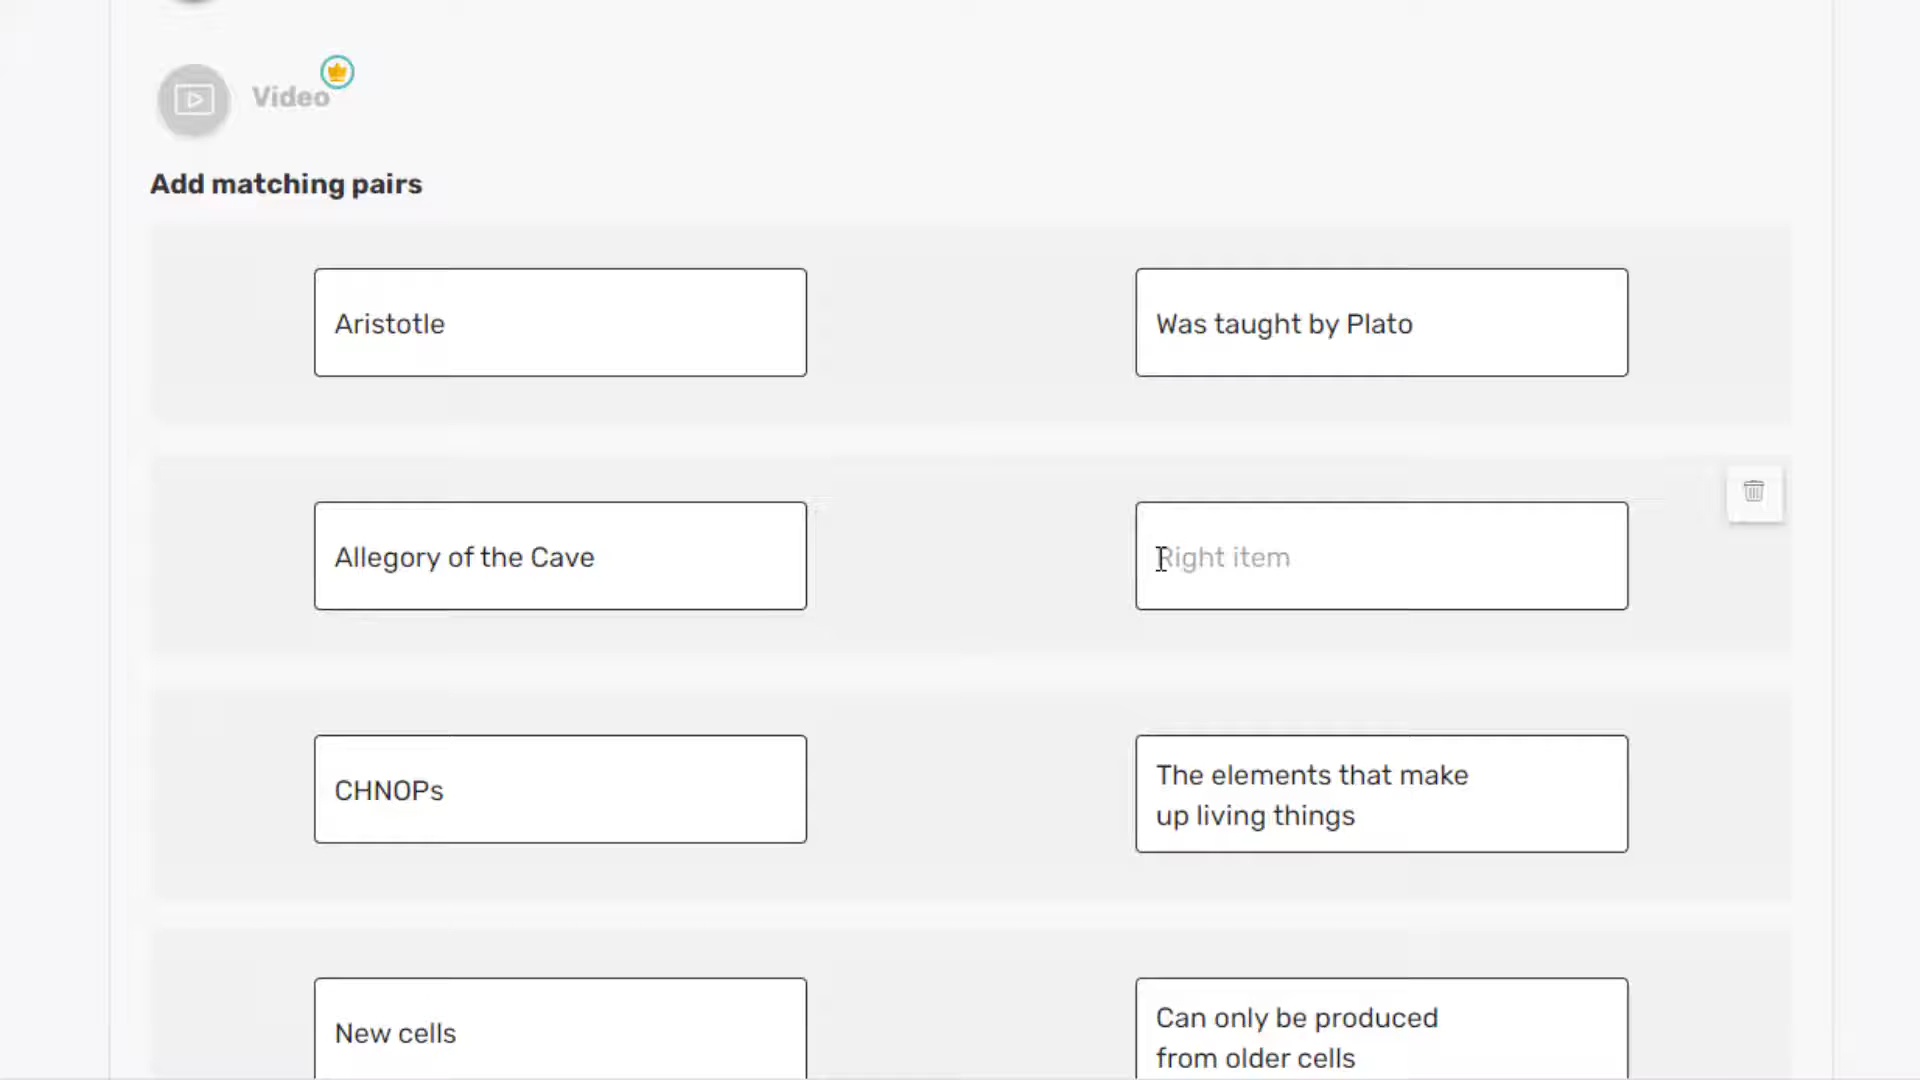 Video
Add matching pairs
Aristotle
Was taught by Plato
Allegory of the Cave
Right item
CHNOPs
The elements that make
up living things
New cells
Can only be produced
from older cells